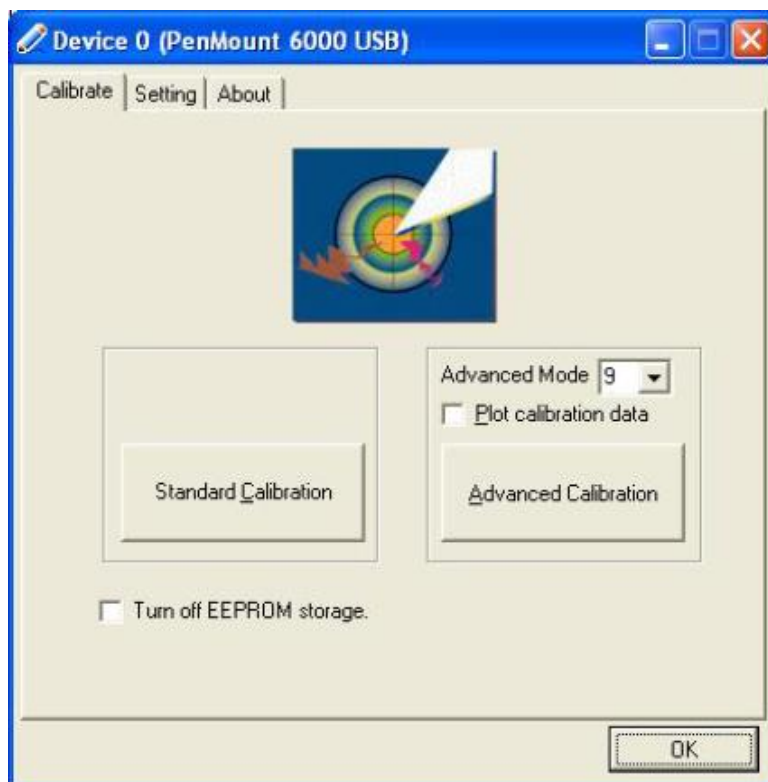 Device 0 (PenMount 6000 USB)
Calibrate Setting About
Advanced Mode 9
Plot calibration data
Standard Calibration
Advanced Calibration
Turn off EEPROM storage.
OK